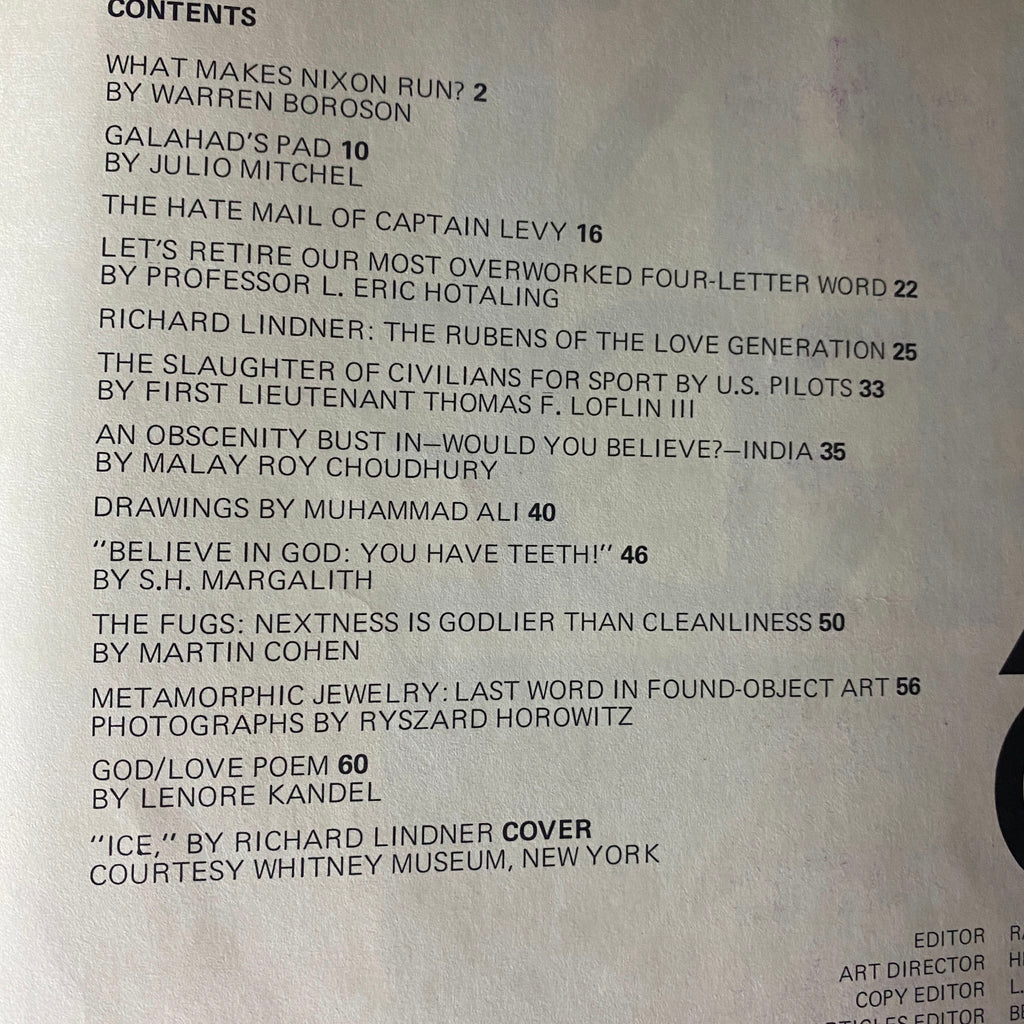 CONTENTS
WHAT MAKES NIXON RUN? 2
BY WARREN BOROSON
GALAHAD'S PAD 10
BY JULIO MITCHEL
THE HATE MAIL OF CAPTAIN LEVY 16
LET'S RETIRE OUR MOST OVERWORKED FOUR-LETTER WORD 22
BY PROFESSOR L. ERIC HOTALING
RICHARD LINDNER: THE RUBENS OF THE LOVE GENERATION 25
THE SLAUGHTER OF CIVILIANS FOR SPORT BY U.S. PILOTS 33
BY FIRST LIEUTENANT THOMAS F. LOFLIN III
AN OBSCENITY BUST IN—WOULD YOU BELIEVE?—INDIA 35
BY MALAY ROY CHOUDHURY
DRAWINGS BY MUHAMMAD ALI 40
"BELIEVE IN GOD: YOU HAVE TEETH!" 46
BY S.H. MARGALITH
THE FUGS: NEXTNESS IS GODLIER THAN CLEANLINESS 50
BY MARTIN COHEN
METAMORPHIC JEWELRY: LAST WORD IN FOUND-OBJECT ART 56
PHOTOGRAPHS BY RYSZARD HOROWITZ
GOD/LOVE POEM 60
BY LENORE KANDEL
"ICE," BY RICHARD LINDNER COVER
COURTESY WHITNEY MUSEUM, NEW YORK
EDITOR
ART DIRECTOR
COPY EDITOR L.
EDITOR